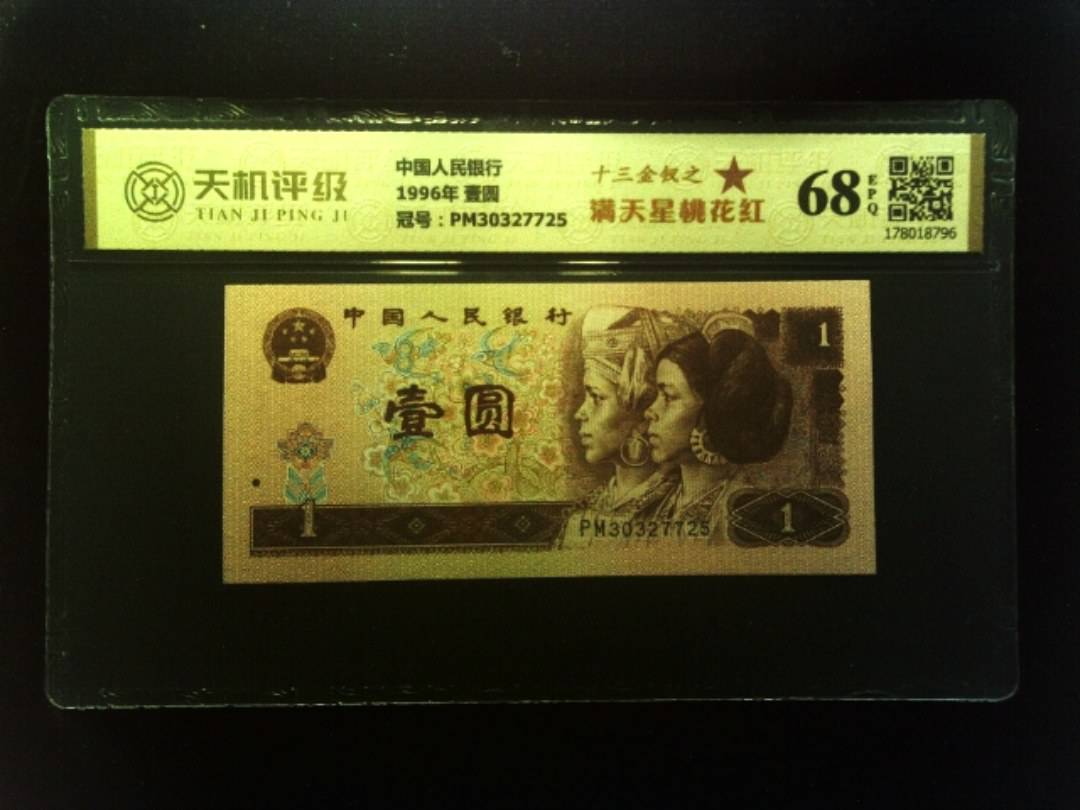 天机评级
TIAN JI PING JI
中国人民银行
1996年 壹圆
冠号：PM30327725
十三金钗之
满天星桃花红
68
EPQ
178018796
中国人民银行
1
壹圆
1
PM30327725
1